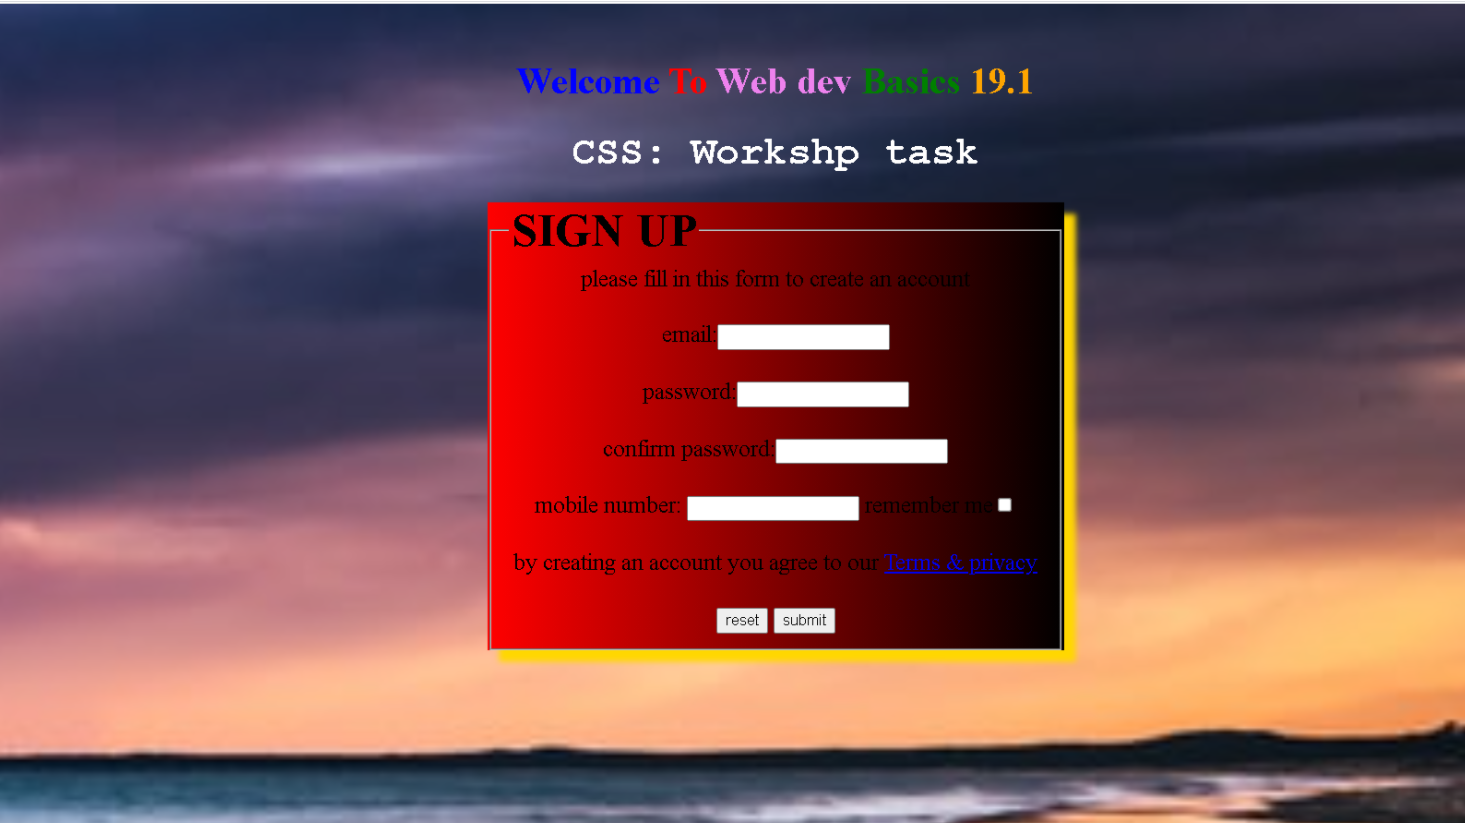 Welcome To Web dev Basics 19.1
CSS: Workshp task
SIGN UP
please fill in this form to create an account
email:
password:
confirm password:
mobile number: remember me
by creating an account you agree to our Terms & privacy
reset submit